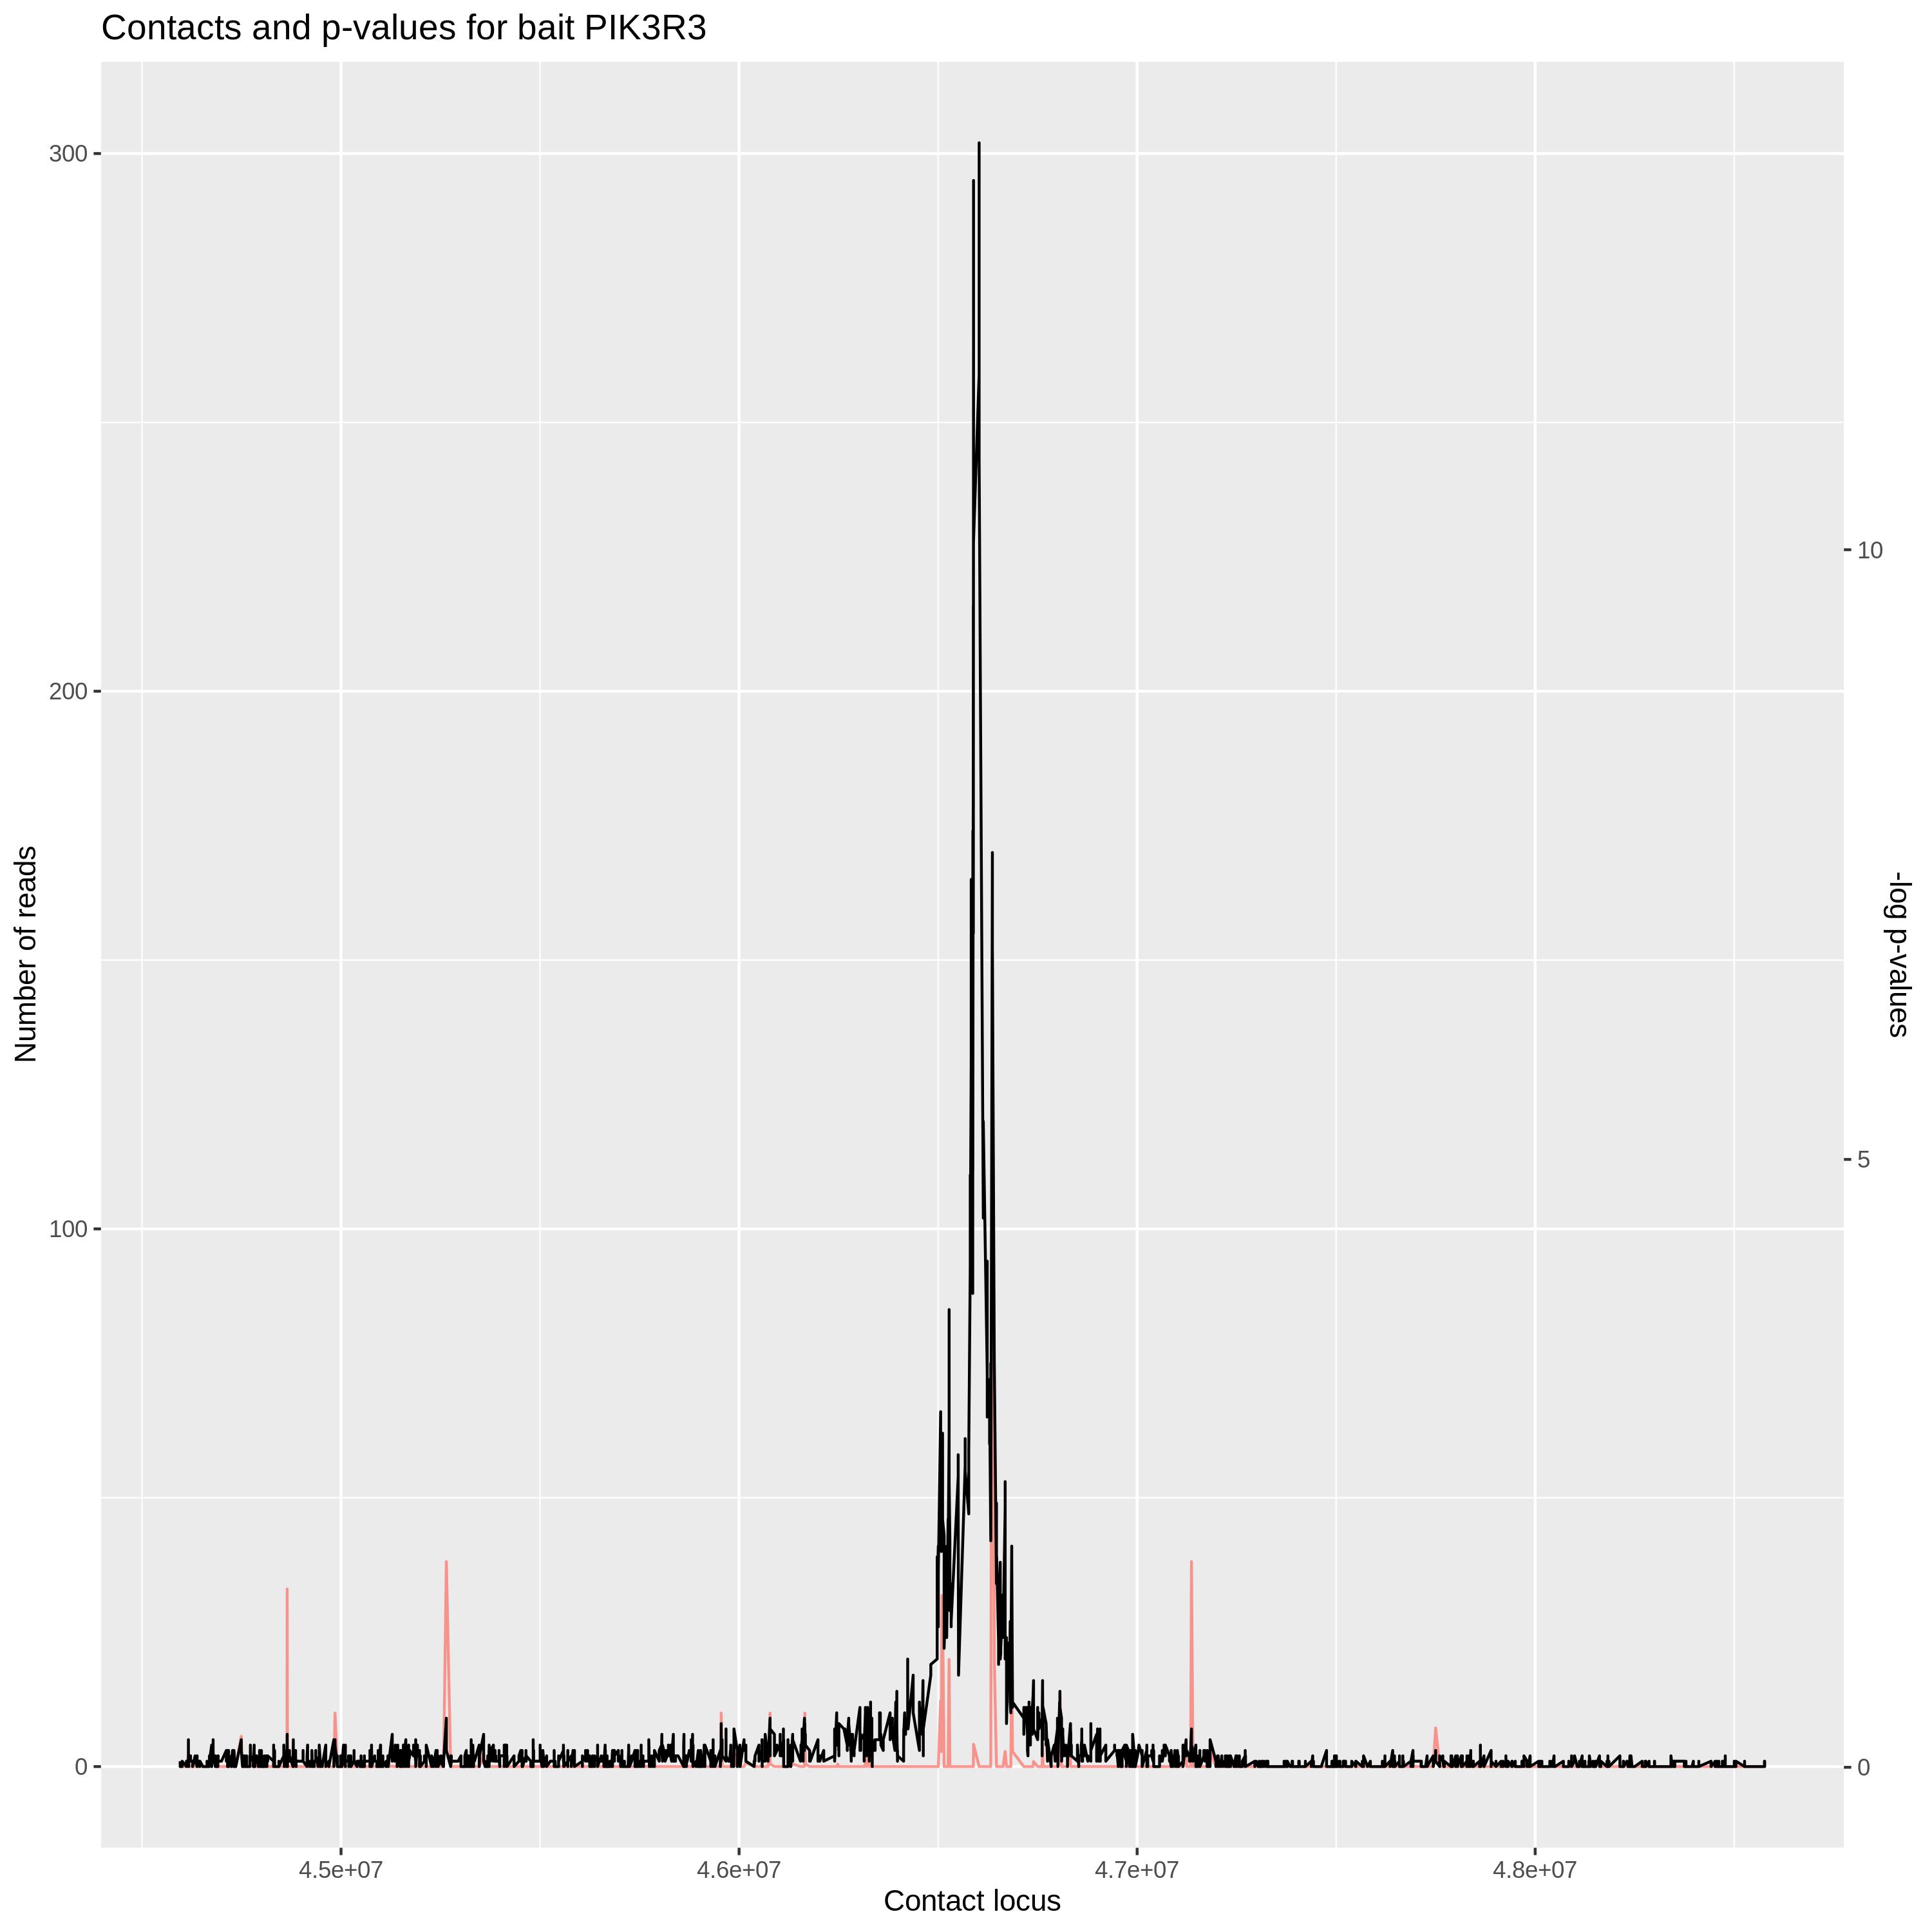 Contacts and p-values for bait PIK3R3
300
200
100
0
Number of reads
10
5
0
-log p-values
4.5e+07
4.6e+07
4.7e+07
4.8e+07
Contact locus